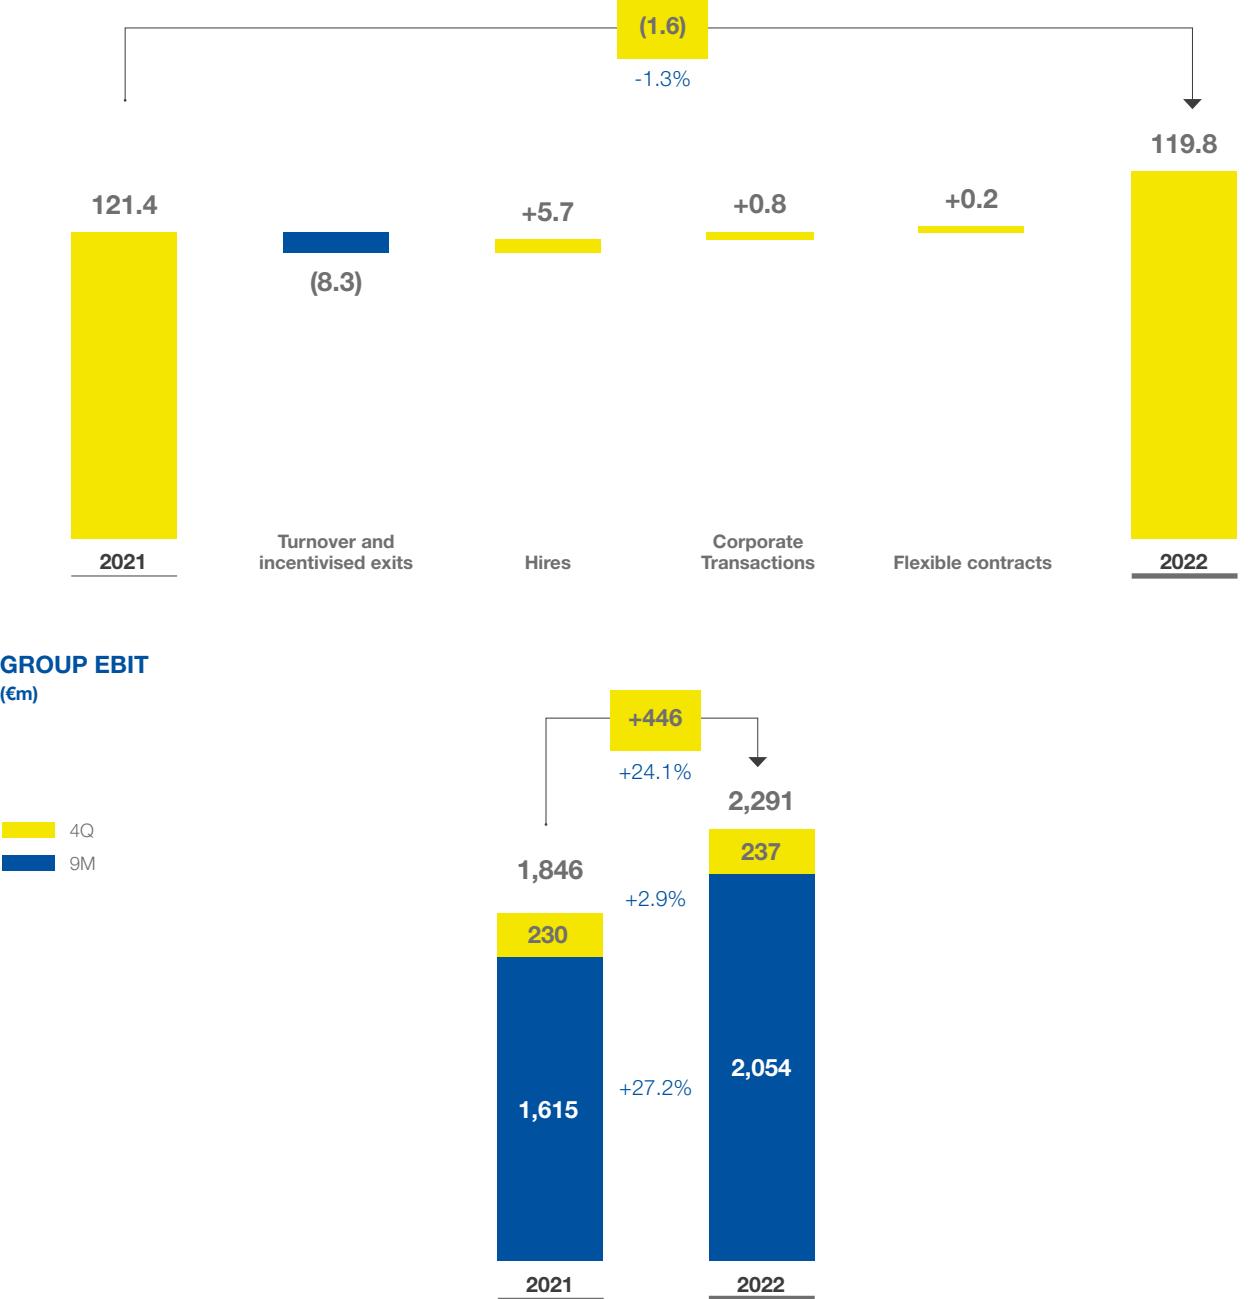 (1.6)
-1.3%
119.8
121.4
(8.3)
+5.7
+0.8
+0.2
2021
Turnover and
incentivised exits
Hires
Corporate
Transactions
Flexible contracts
2022
GROUP EBIT
(€m)
4Q
9M
+446
+24.1%
2,291
237
1,846
+2.9%
230
2,054
+27.2%
1,615
2021
2022